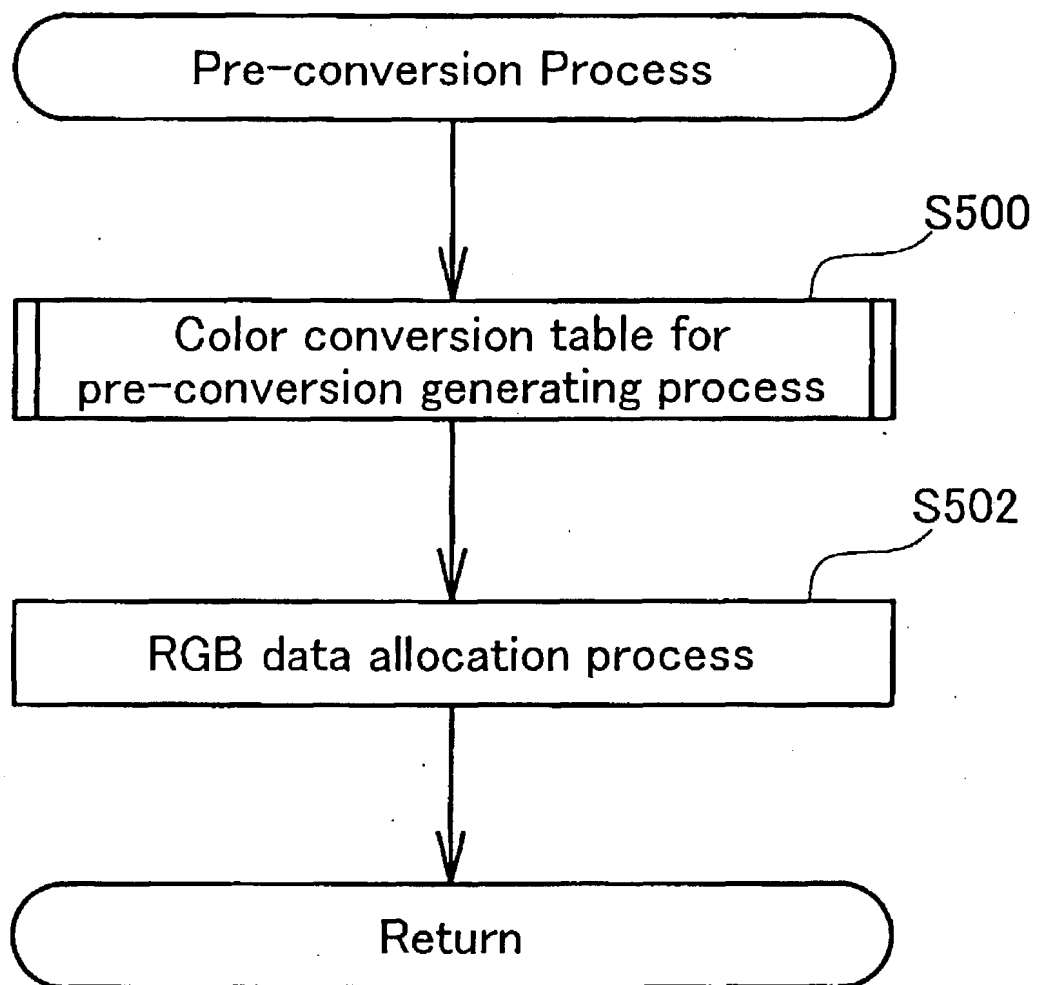 Pre-conversion Process
S500
Color conversion table for
pre-conversion generating process
S502
RGB data allocation process
Return